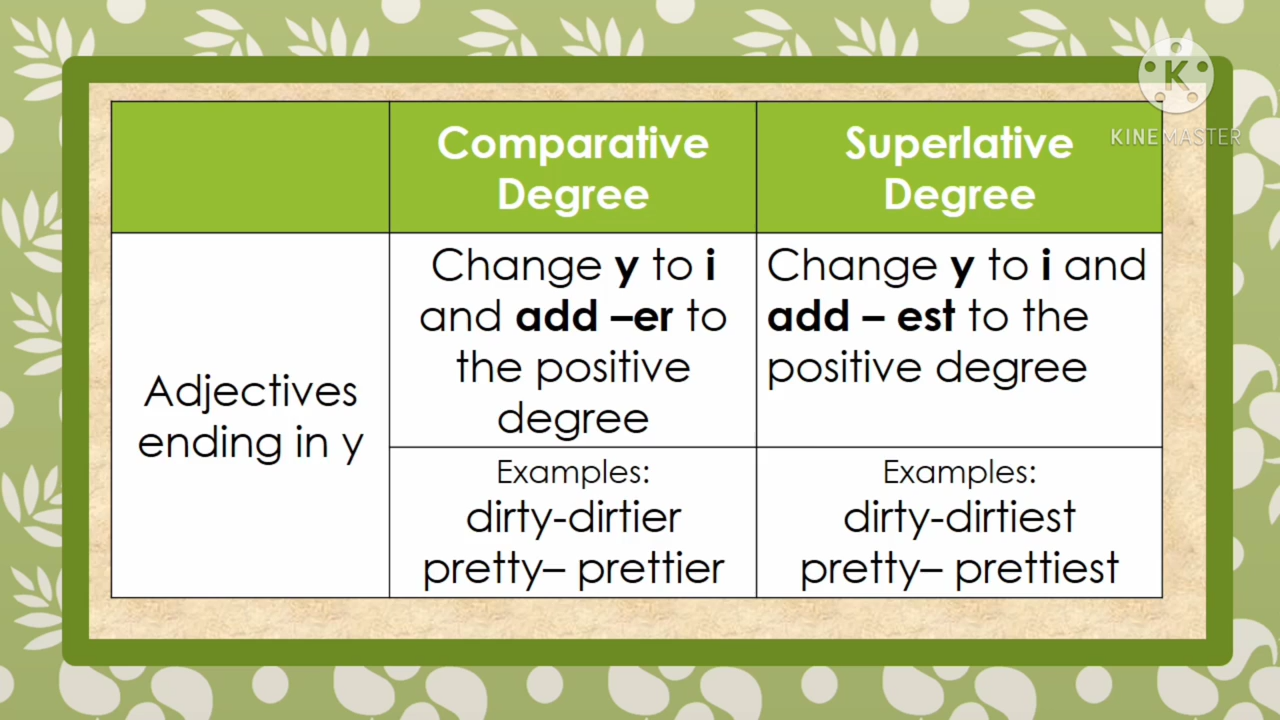 K
KINEMASTER
Comparative
Degree
Superlative
Degree
Adjectives
ending in y
Change y to i
and add –er to
the positive
degree
Change y to i and
add – est to the
positive degree
Examples:
dirty-dirtier
pretty– prettier
Examples:
dirty-dirtiest
pretty– prettiest